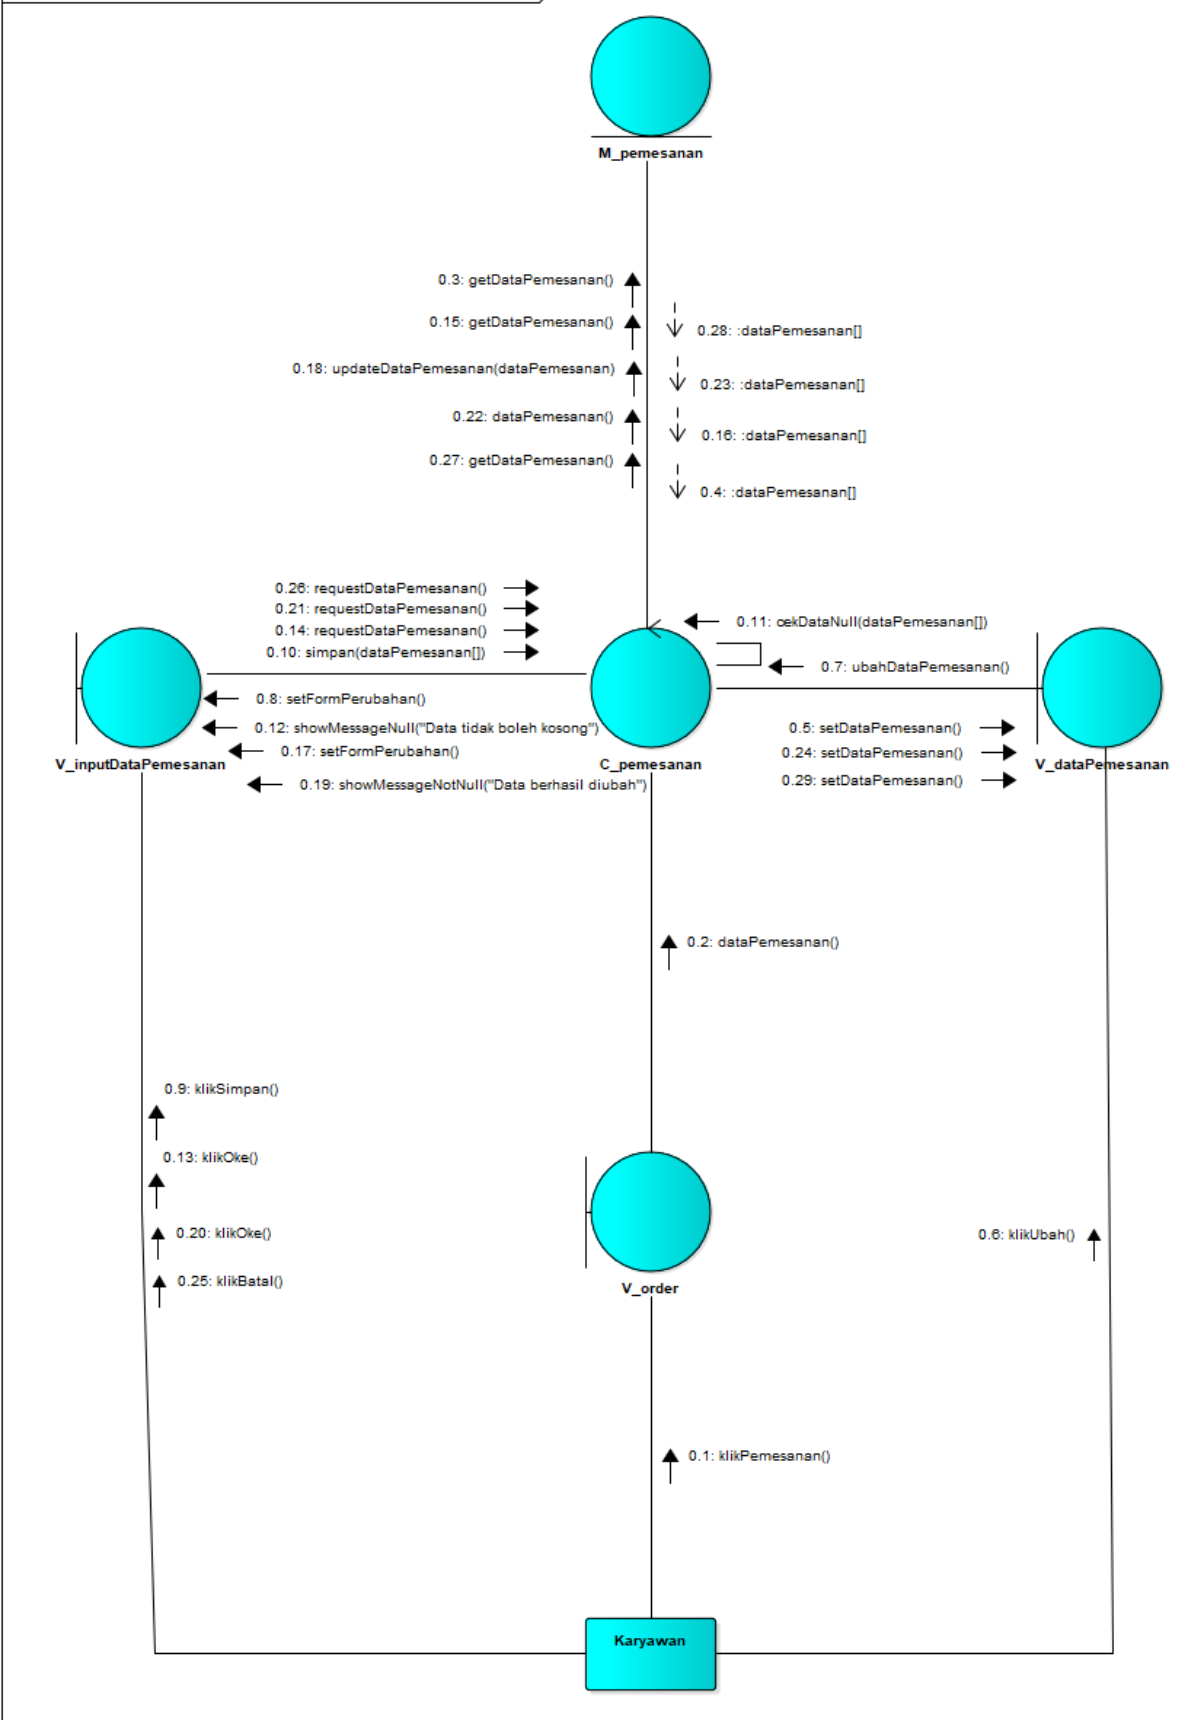 M_pemesanan
0.3: getDataPemesanan()
0.15: getDataPemesanan()
0.28: :dataPemesanan[]
0.18: updateDataPemesanan(dataPemesanan)
0.23: :dataPemesanan[]
0.22: dataPemesanan()
0.16: :dataPemesanan[]
0.27: getDataPemesanan()
0.4: :dataPemesanan[]
0.26: requestDataPemesanan()
0.21: requestDataPemesanan()
0.14: requestDataPemesanan()
0.10: simpan(dataPemesanan[])
0.11: cekDataNull(dataPemesanan[])
0.7: ubahDataPemesanan()
0.8: setFormPerubahan()
0.12: showMessageNull("Data tidak boleh kosong")
0.17: setFormPerubahan()
0.19: showMessageNotNull("Data berhasil diubah")
0.5: setDataPemesanan()
0.24: setDataPemesanan()
0.29: setDataPemesanan()
V_inputDataPemesanan
C_pemesanan
V_dataPemesanan
0.2: dataPemesanan()
0.9: klikSimpan()
0.13: klikOke()
0.20: klikOke()
0.25: klikBatal()
0.6: klikUbah()
V_order
0.1: klikPemesanan()
Karyawan